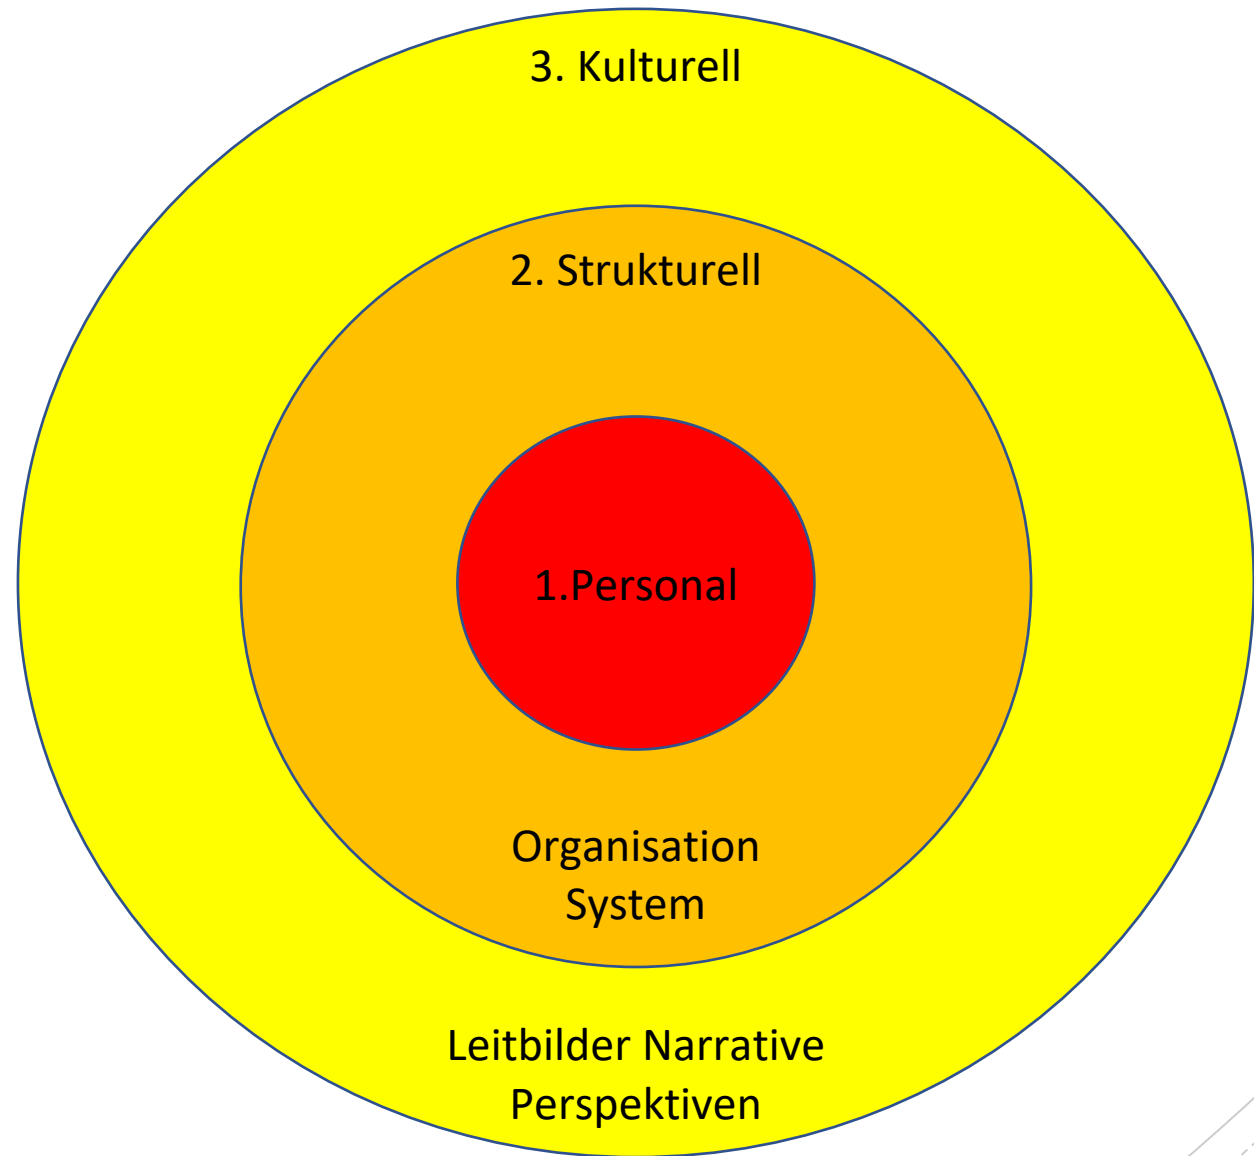 3. Kulturell
2. Strukturell
1.Personal
Organisation
System
Leitbilder Narrative
Perspektiven